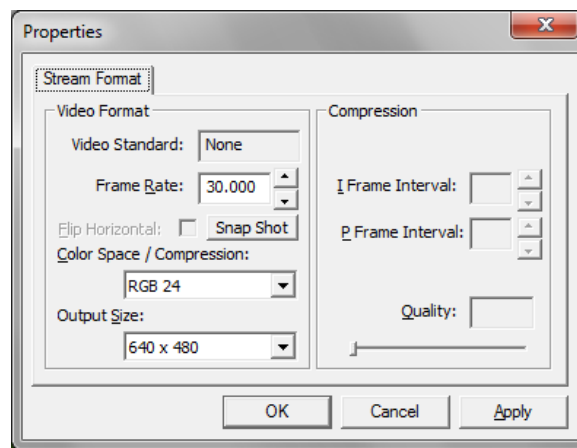 Properties
Stream Format
Video Format
Video Standard: None
Frame Rate: 30.000
Flip Horizontal: Snap Shot
Color Space / Compression:
RGB 24
Output Size:
640 x 480
Compression
I Frame Interval:
P Frame Interval:
Quality:
OK Cancel Apply